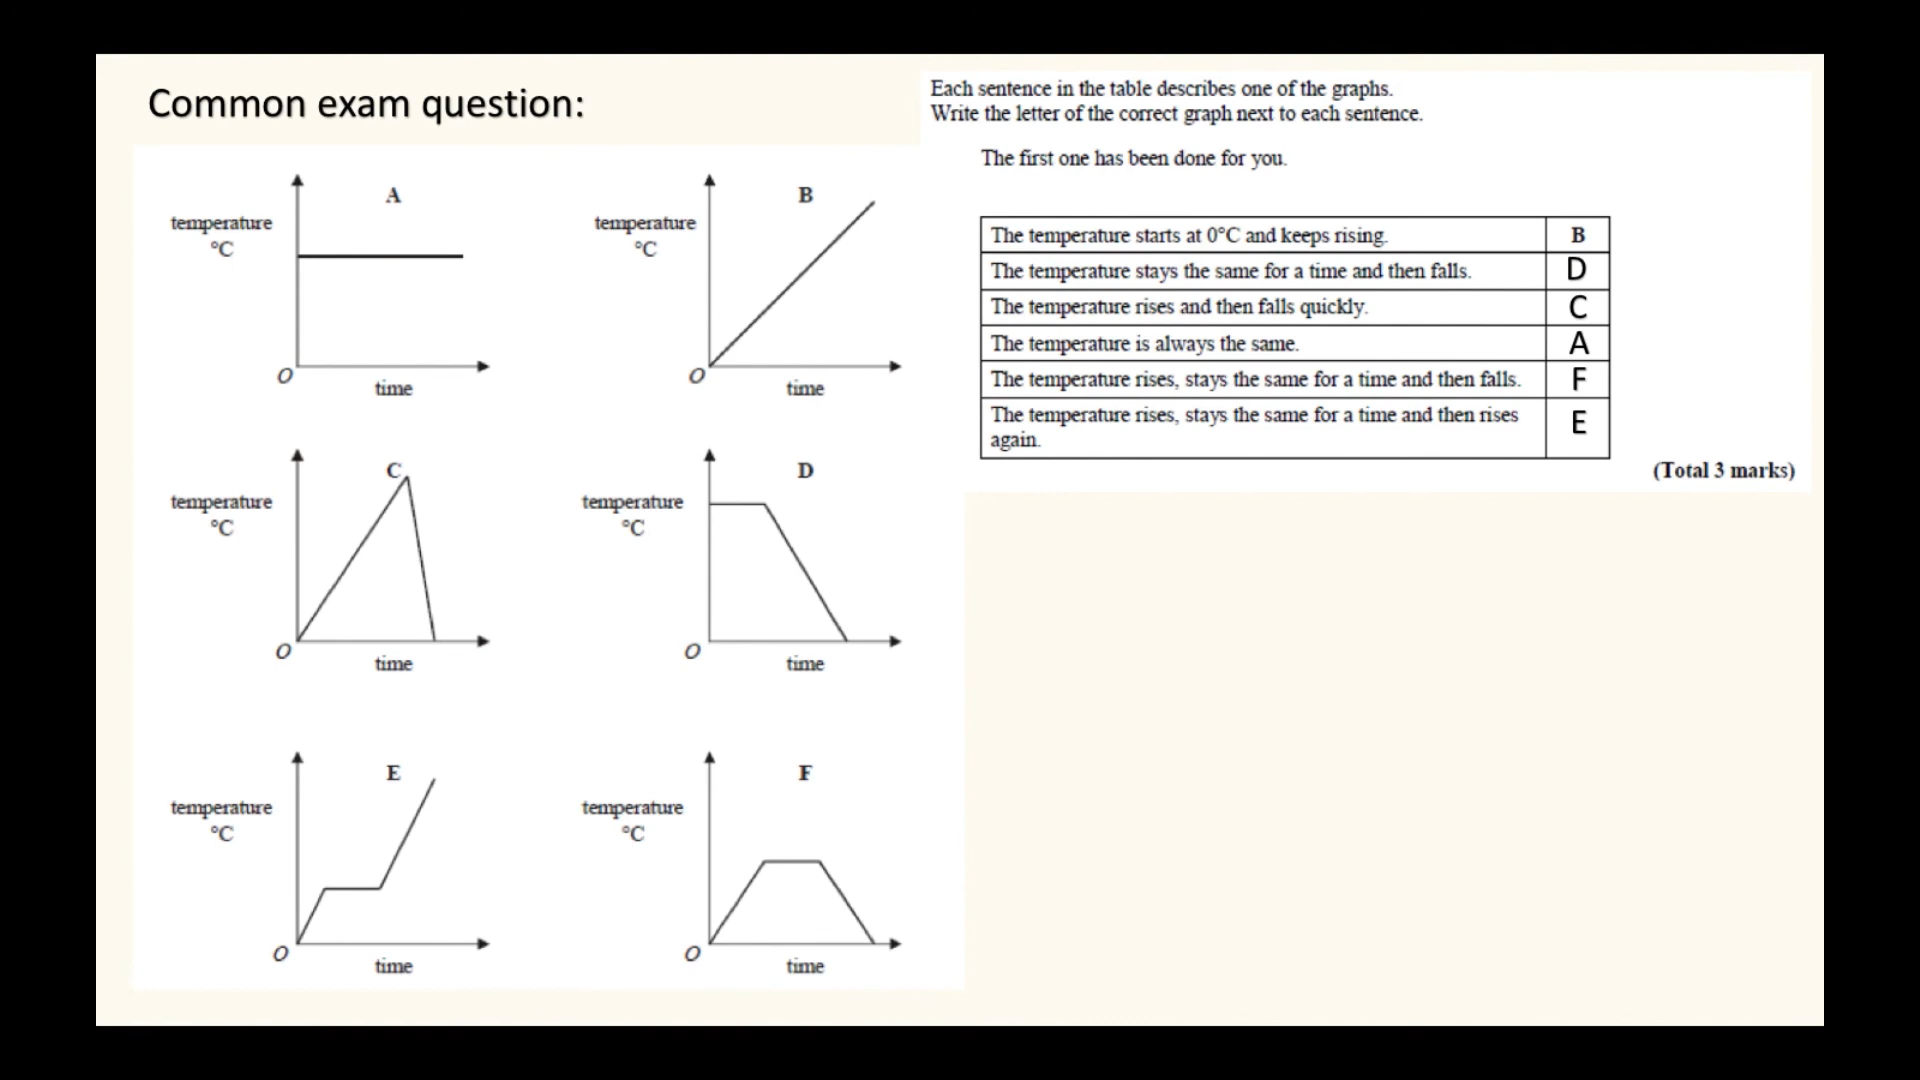 Common exam question:
Each sentence in the table describes one of the graphs.
Write the letter of the correct graph next to each sentence.
The first one has been done for you.
The temperature starts at 0°C and keeps rising. B
The temperature stays the same for a time and then falls. D
The temperature rises and then falls quickly. C
The temperature is always the same. A
The temperature rises, stays the same for a time and then falls. F
The temperature rises, stays the same for a time and then rises
again. E
(Total 3 marks)
A
temperature
°C
O
time
B
temperature
°C
O
time
C
temperature
°C
O
time
D
temperature
°C
O
time
E
temperature
°C
O
time
F
temperature
°C
O
time